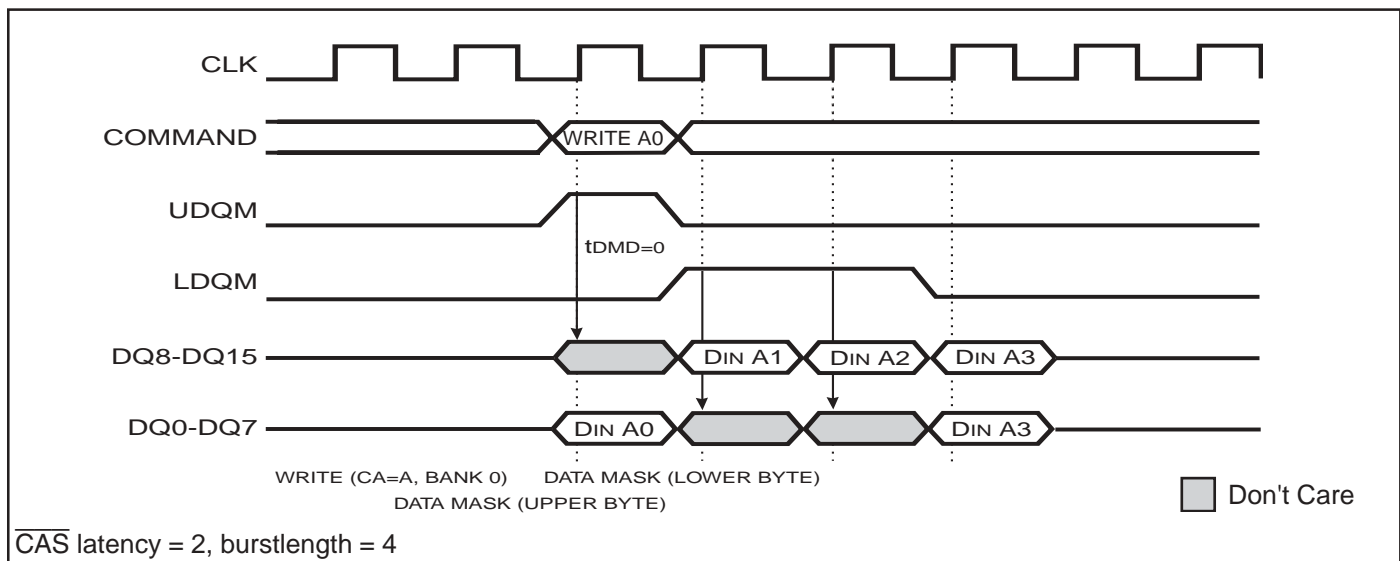 CLK
COMMAND
WRITE A0
UDQM
tDMD=0
LDQM
DQ8-DQ15
DIN A1
DIN A2
DIN A3
DQ0-DQ7
DIN A0
DIN A3
WRITE (CA=A, BANK 0)
DATA MASK (LOWER BYTE)
DATA MASK (UPPER BYTE)
Don't Care
CAS latency = 2, burstlength = 4